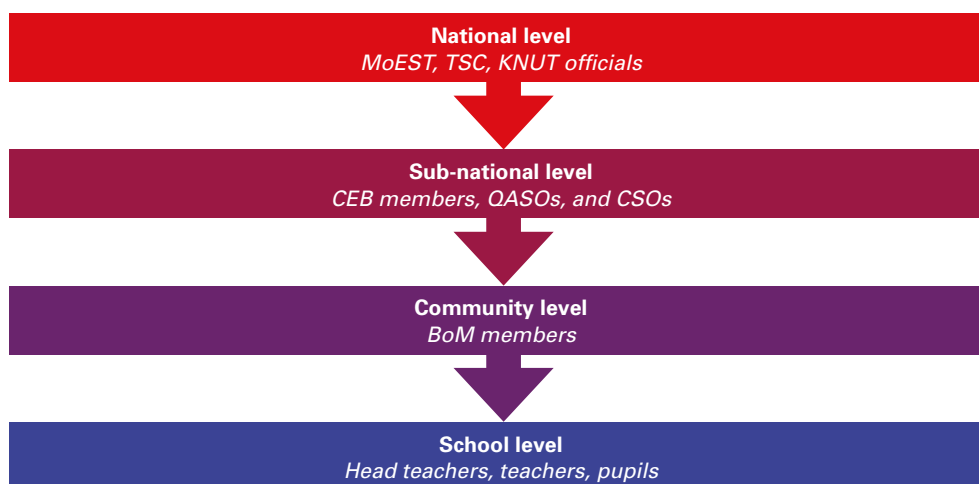 National level
MoEST, TSC, KNUT officials
Sub-national level
CEB members, QASOs, and CSOs
Community level
BoM members
School level
Head teachers, teachers, pupils